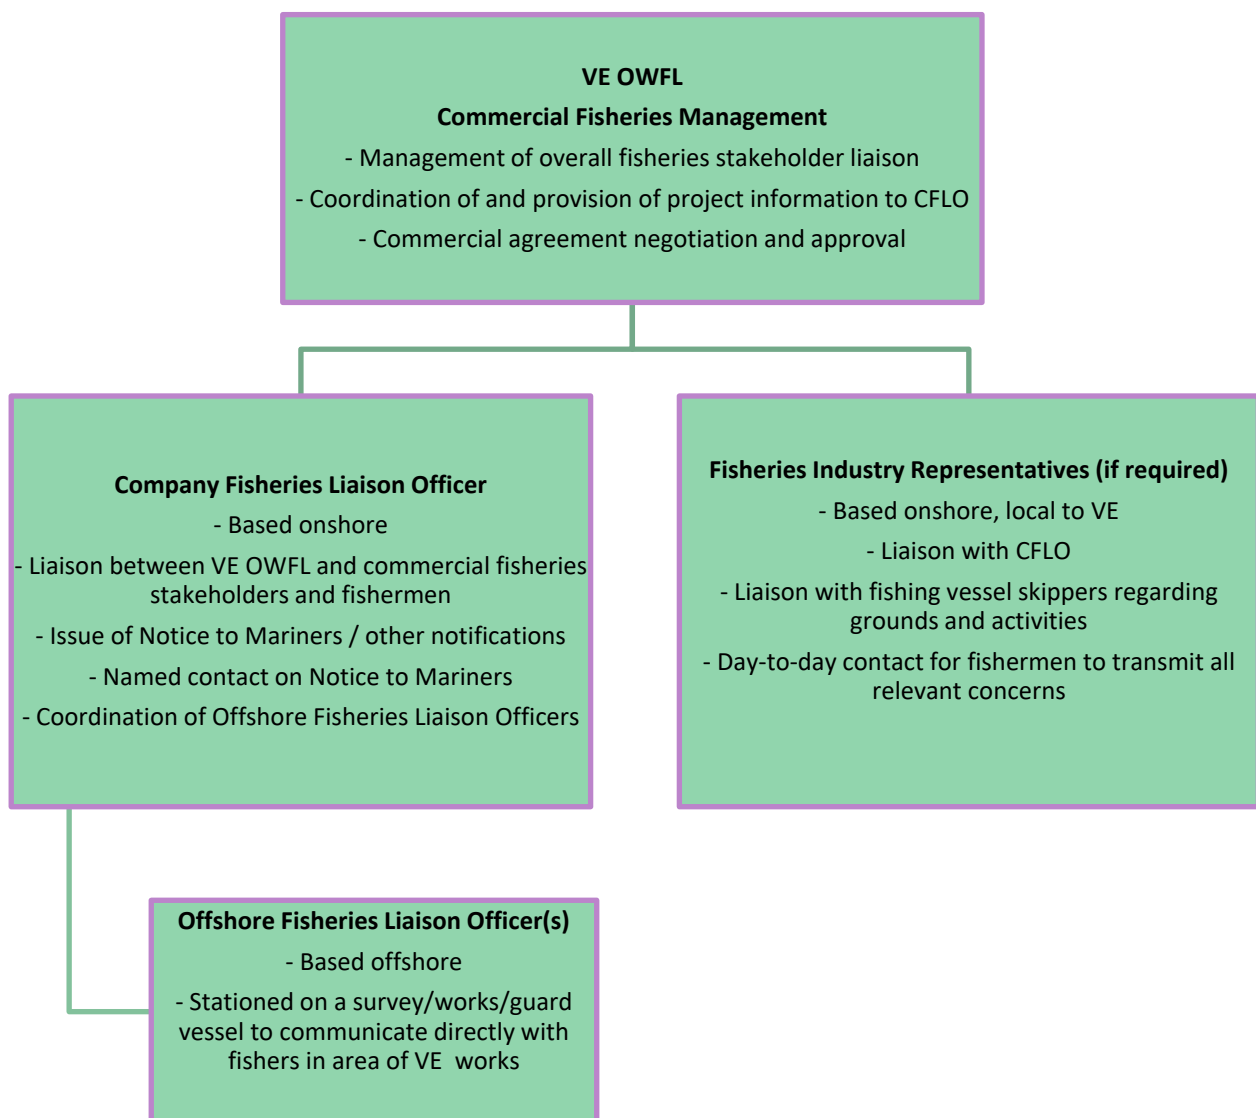 VE OWFL
Commercial Fisheries Management
- Management of overall fisheries stakeholder liaison
- Coordination of and provision of project information to CFLO
- Commercial agreement negotiation and approval
Company Fisheries Liaison Officer
- Based onshore
- Liaison between VE OWFL and commercial fisheries
stakeholders and fishermen
- Issue of Notice to Mariners / other notifications
- Named contact on Notice to Mariners
- Coordination of Offshore Fisheries Liaison Officers
Fisheries Industry Representatives (if required)
- Based onshore, local to VE
- Liaison with CFLO
- Liaison with fishing vessel skippers regarding
grounds and activities
- Day-to-day contact for fishermen to transmit all
relevant concerns
Offshore Fisheries Liaison Officer(s)
- Based offshore
- Stationed on a survey/works/guard
vessel to communicate directly with
fishers in area of VE works